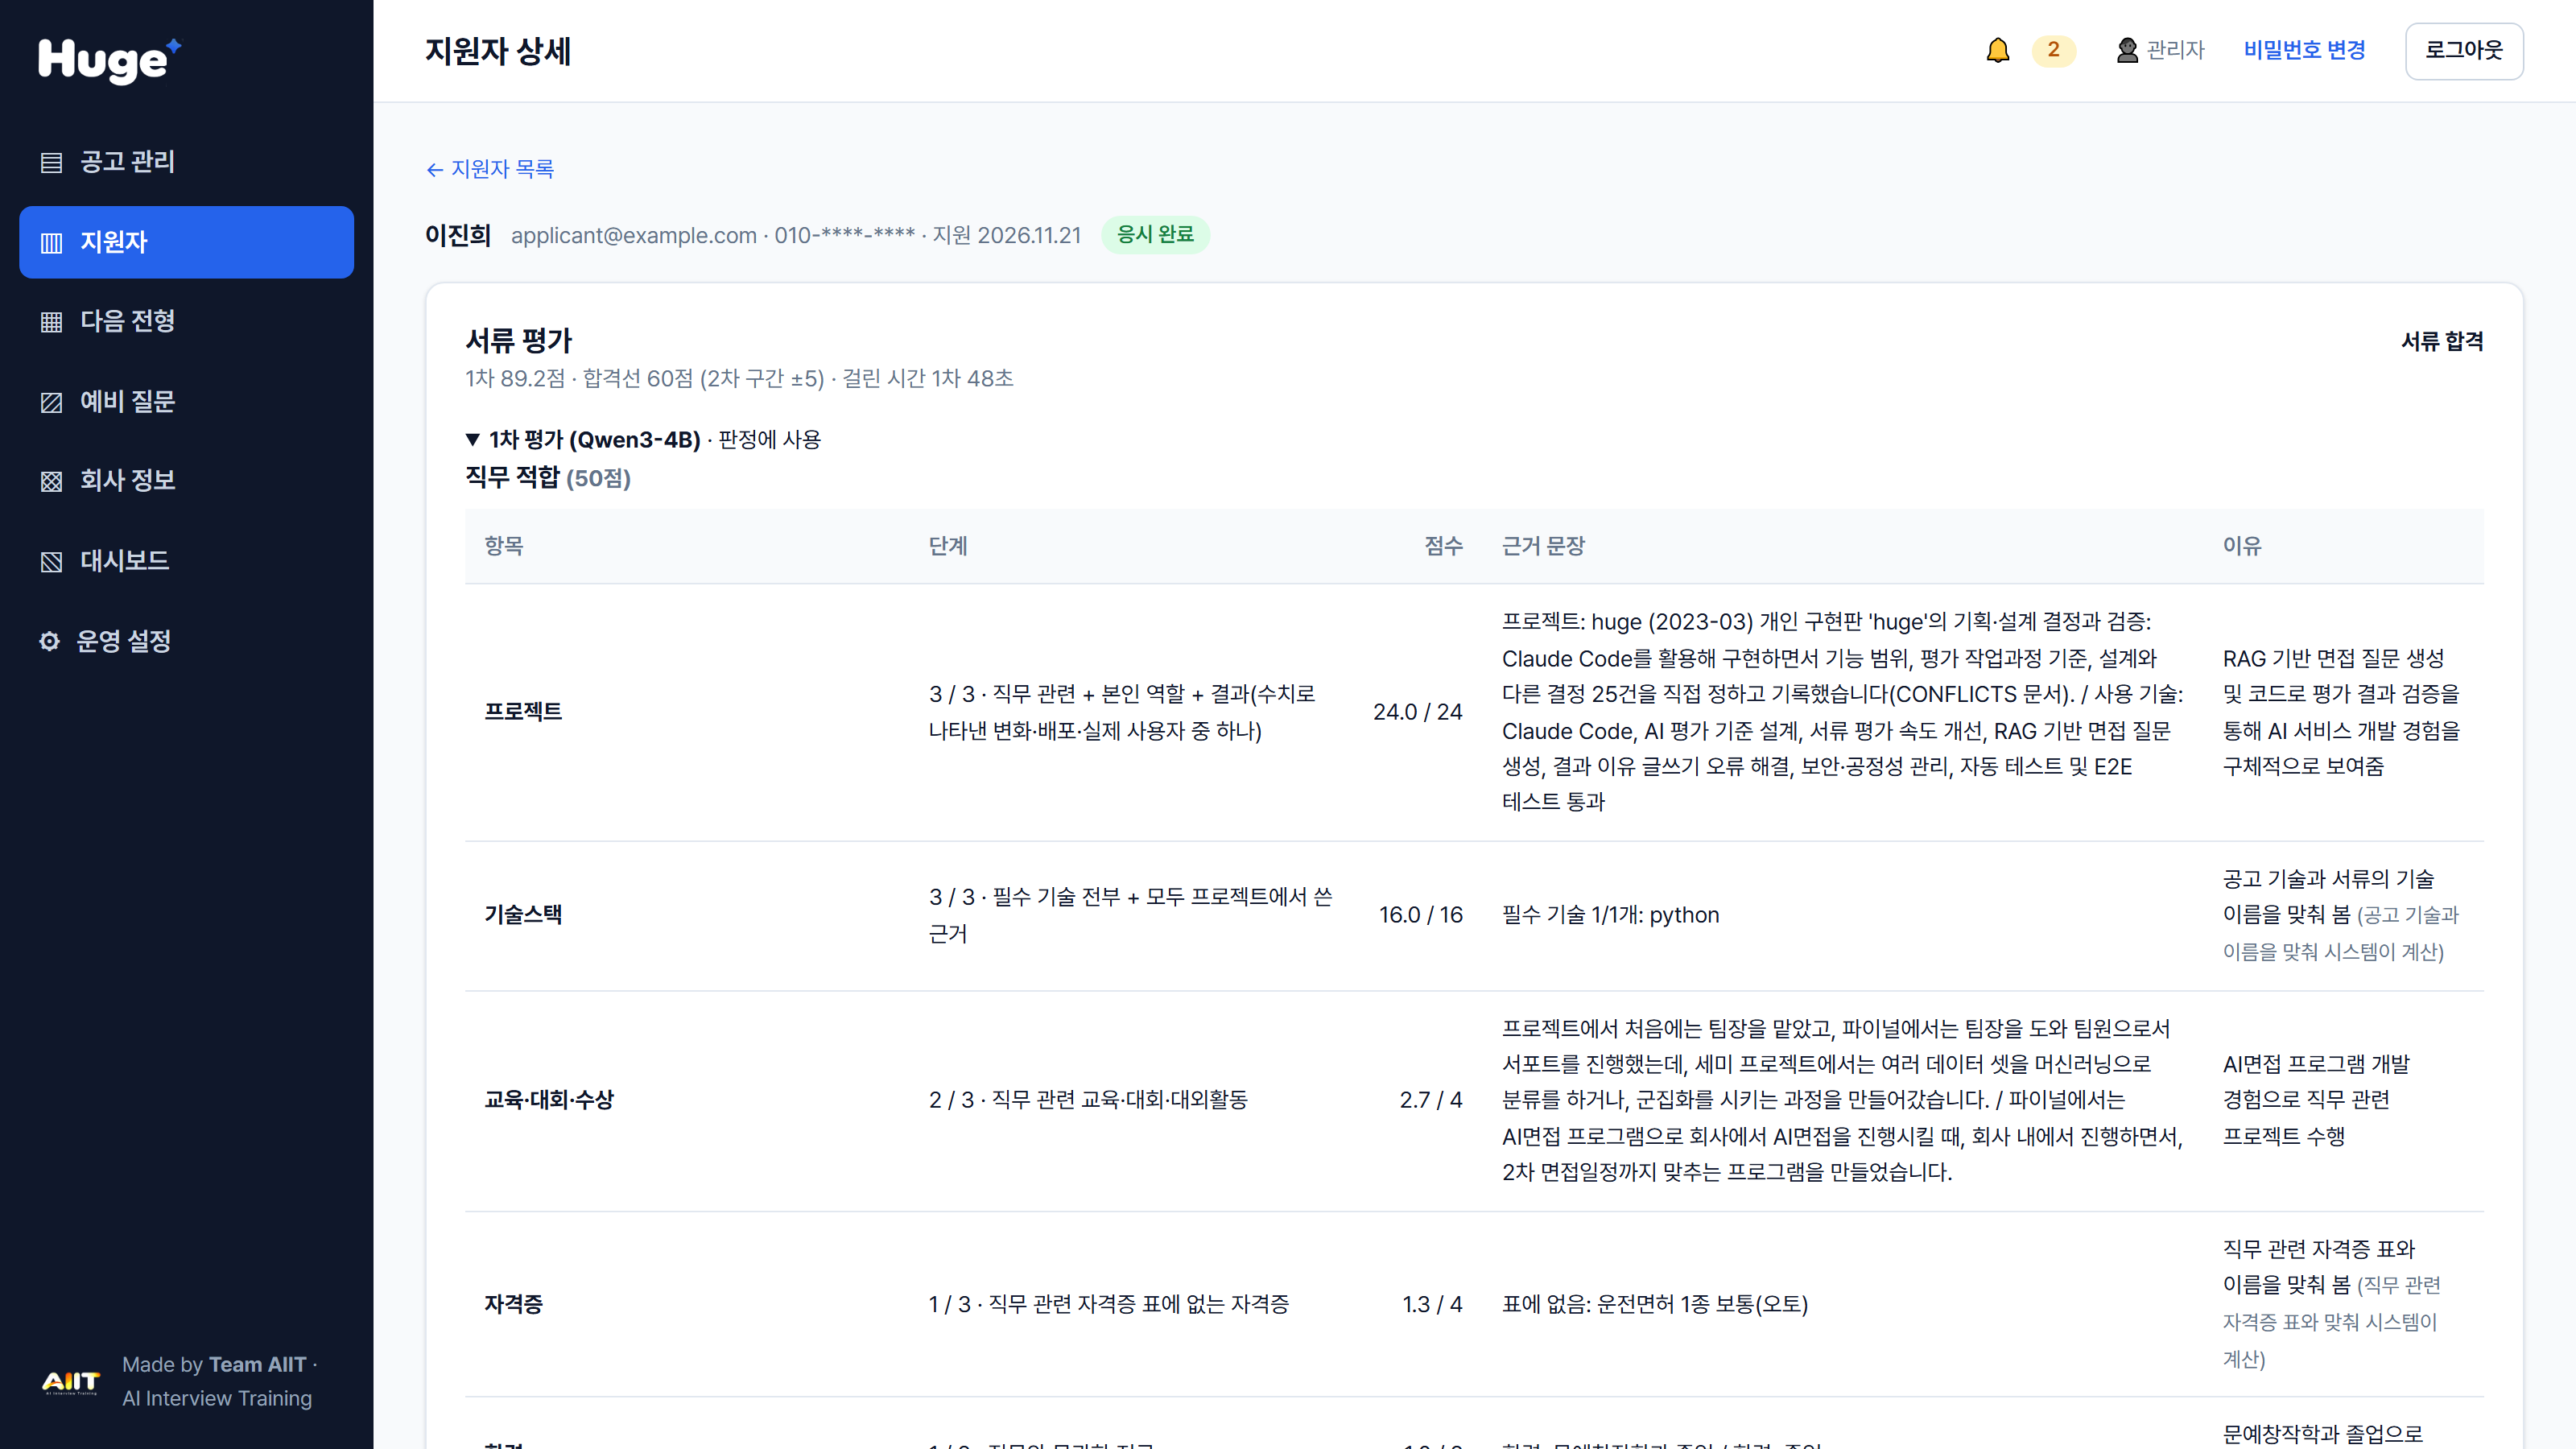 Huge
공고 관리
지원자
다음 전형
예비 질문
회사 정보
대시보드
운영 설정
AIIT
Made by Team AIIT ·
AI Interview Training
지원자 상세
2
관리자
비밀번호 변경
로그아웃
← 지원자 목록
이진희 applicant@example.com · 010-****-**** · 지원 2026.11.21 응시 완료
서류 평가
서류 합격
1차 89.2점 · 합격선 60점 (2차 구간 ±5) · 걸린 시간 1차 48초
▼ 1차 평가 (Qwen3-4B) · 판정에 사용
직무 적합 (50점)
항목 단계 점수 근거 문장 이유
프로젝트
3 / 3 · 직무 관련 + 본인 역할 + 결과(수치로
나타낸 변화·배포·실제 사용자 중 하나)
24.0 / 24
프로젝트: huge (2023-03) 개인 구현판 'huge'의 기획·설계 결정과 검증:
Claude Code를 활용해 구현하면서 기능 범위, 평가 작업과정 기준, 설계와
다른 결정 25건을 직접 정하고 기록했습니다(CONFLICTS 문서). / 사용 기술:
Claude Code, AI 평가 기준 설계, 서류 평가 속도 개선, RAG 기반 면접 질문
생성, 결과 이유 글쓰기 오류 해결, 보안·공정성 관리, 자동 테스트 및 E2E
테스트 통과
RAG 기반 면접 질문 생성
및 코드로 평가 결과 검증을
통해 AI 서비스 개발 경험을
구체적으로 보여줌
기술스택
3 / 3 · 필수 기술 전부 + 모두 프로젝트에서 쓴
근거
16.0 / 16
필수 기술 1/1개: python
공고 기술과 서류의 기술
이름을 맞춰 봄 (공고 기술과
이름을 맞춰 시스템이 계산)
교육·대회·수상
2 / 3 · 직무 관련 교육·대회·대외활동
2.7 / 4
프로젝트에서 처음에는 팀장을 맡았고, 파이널에서는 팀장을 도와 팀원으로서
서포트를 진행했는데, 세미 프로젝트에서는 여러 데이터 셋을 머신러닝으로
분류를 하거나, 군집화를 시키는 과정을 만들어갔습니다. / 파이널에서는
AI면접 프로그램으로 회사에서 AI면접을 진행시킬 때, 회사 내에서 진행하면서,
2차 면접일정까지 맞추는 프로그램을 만들었습니다.
AI면접 프로그램 개발
경험으로 직무 관련
프로젝트 수행
자격증
1 / 3 · 직무 관련 자격증 표에 없는 자격증
1.3 / 4
표에 없음: 운전면허 1종 보통(오토)
직무 관련 자격증 표와
이름을 맞춰 봄 (직무 관련
자격증 표와 맞춰 시스템이
계산)
문예창작학과 졸업으로